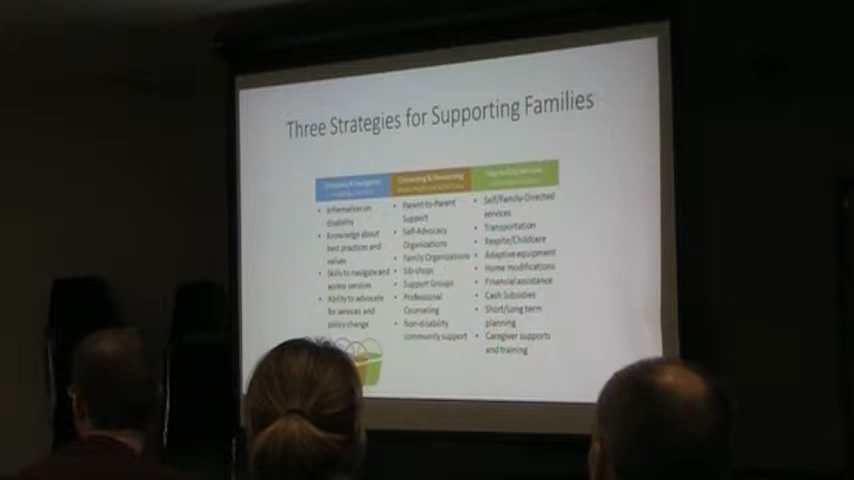 Three Strategies for Supporting Families
• Information on
disability
• Knowledge about
best practices and
values
• Skills to navigate and
access services
• Ability to advocate
for services and
policy change
• Parent-to-Parent
Support
• Self-Advocacy
Organizations
• Family Organizations
• Sib-shops
• Support Groups
• Professional
Counseling
• Non-disability
community support
• Self/Family-Directed
services
• Transportation
• Respite/Childcare
• Adaptive equipment
• Home modifications
• Financial assistance
• Cash Subsidies
• Short/Long term
planning
• Caregiver supports
and training